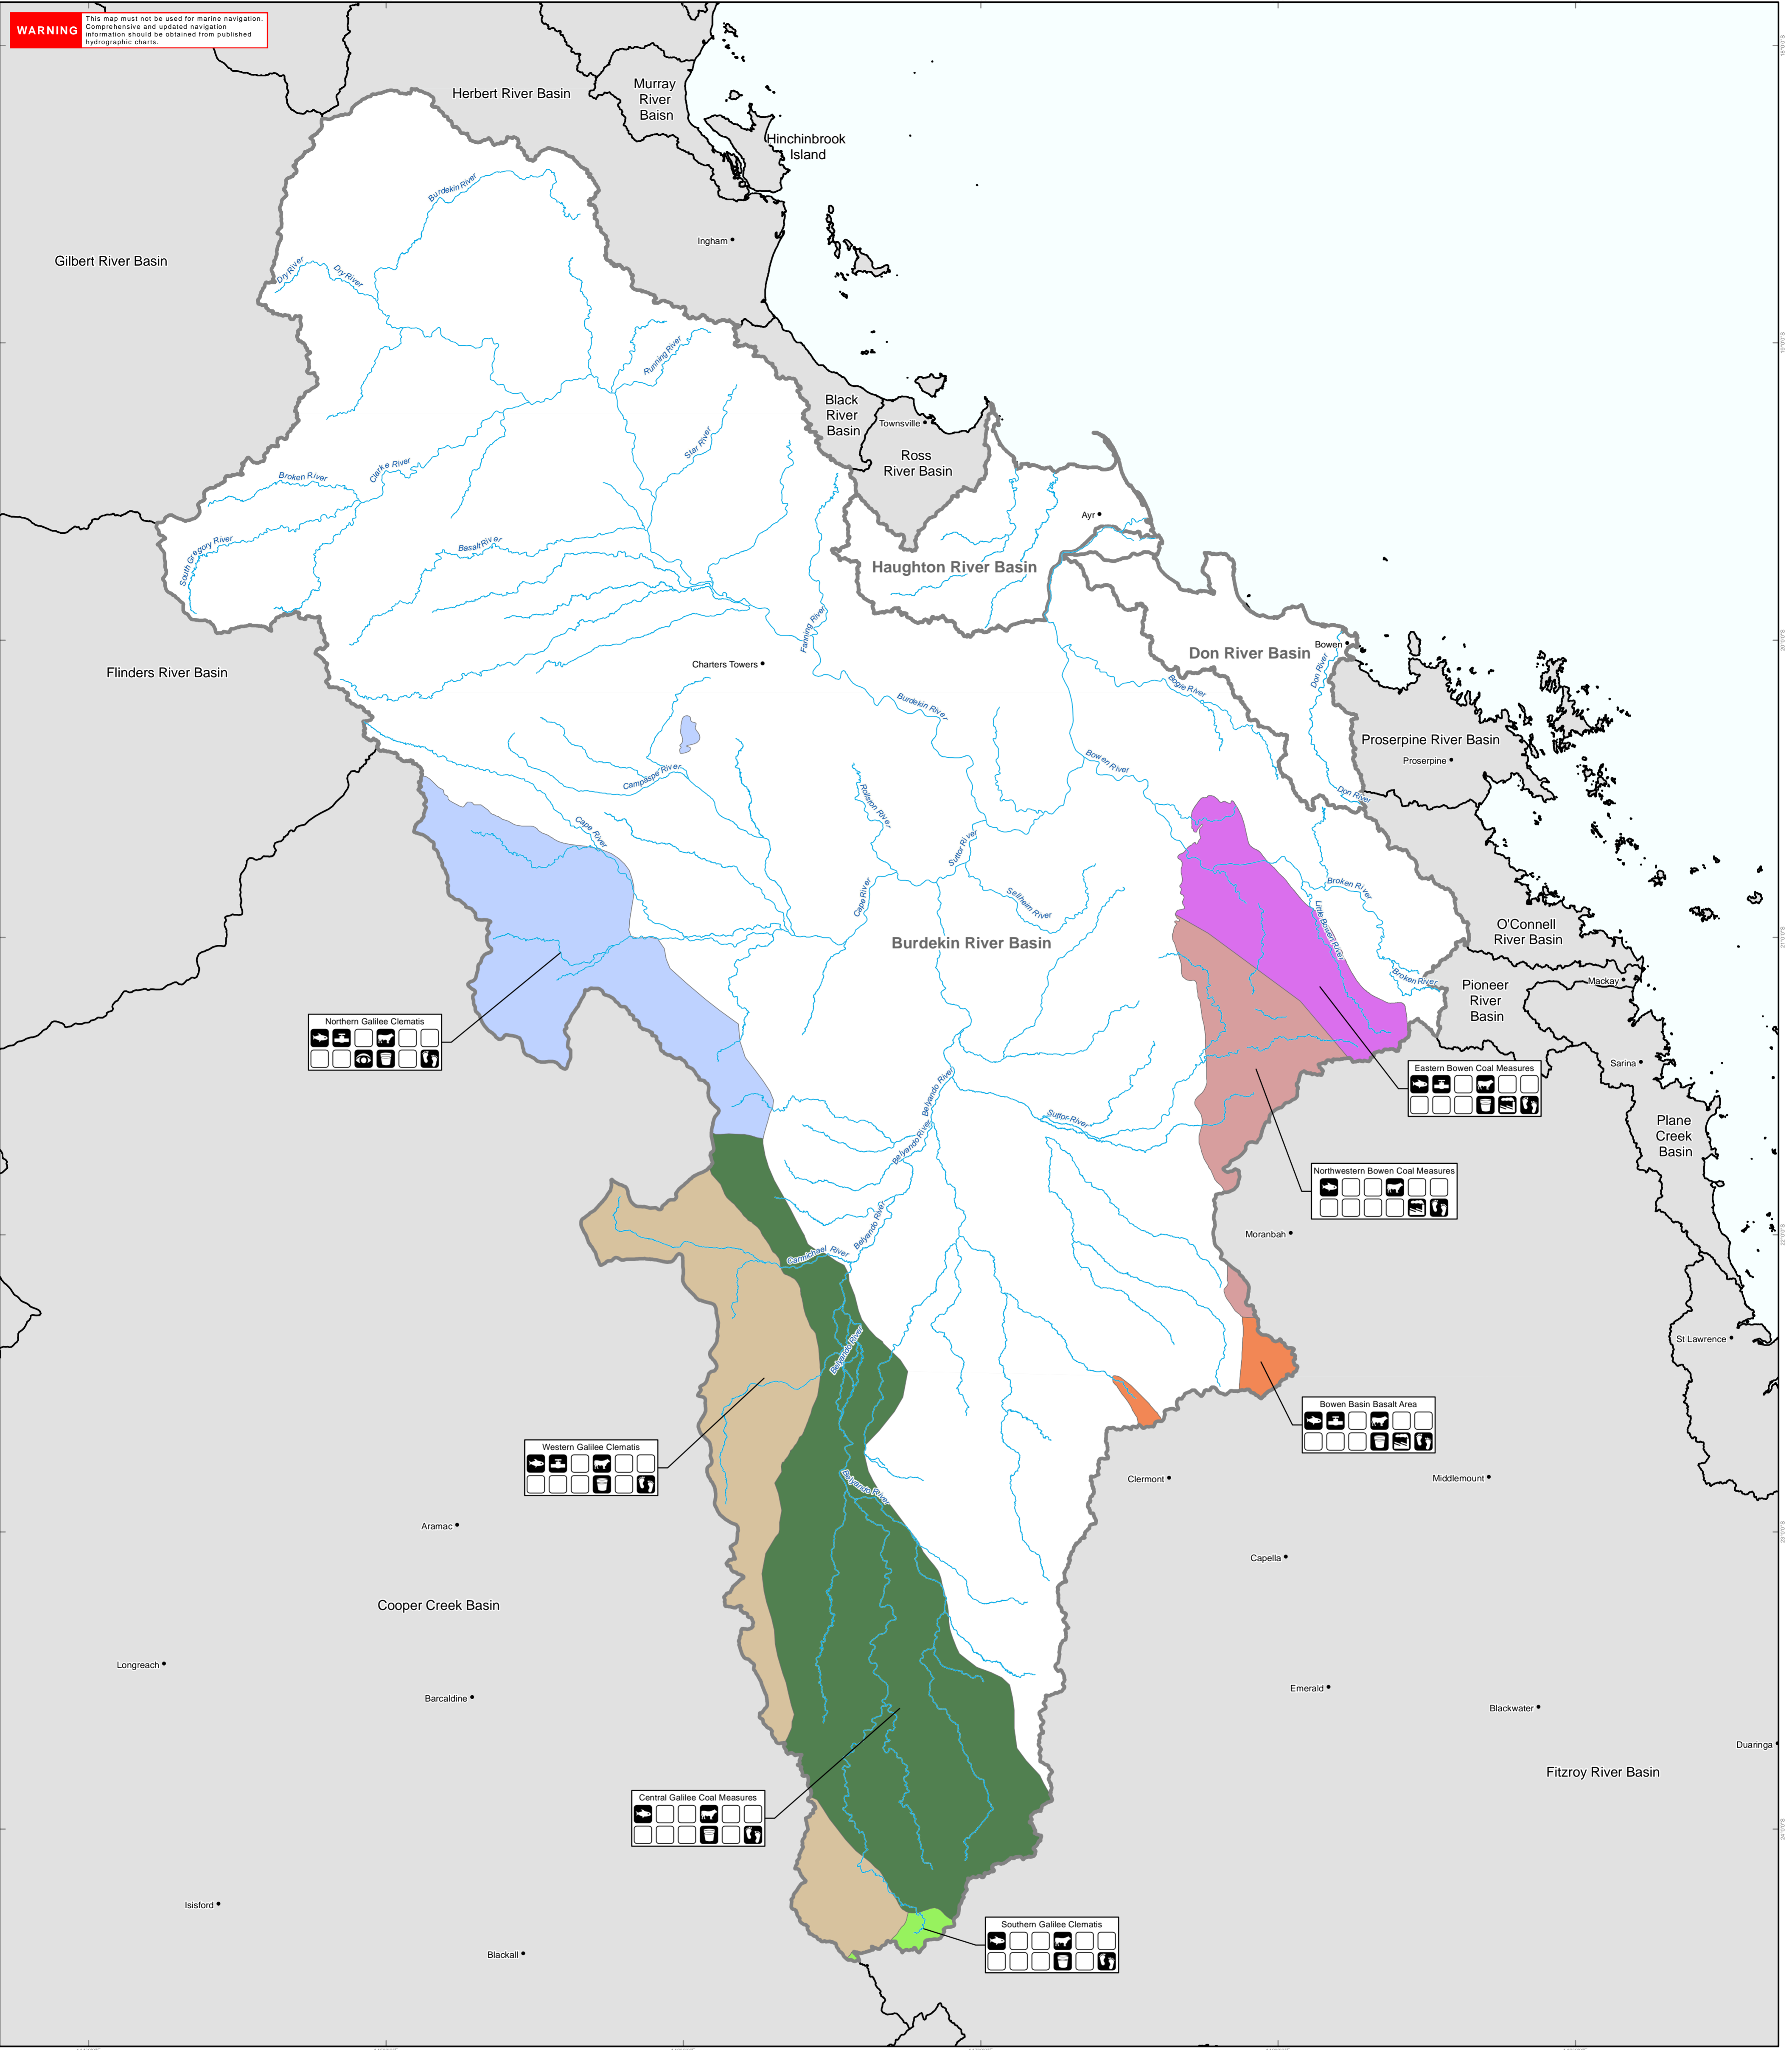 WARNING
This map must not be used for marine navigation.
Comprehensive and updated navigation
information should be obtained from published
hydrographic charts.
Herbert River Basin
Murray
River
Baisn
Hinchinbrook
Island
Burdekin River
Ingham
Gilbert River Basin
Dry River
Dry River
Running River
Black
River
Basin
Townsville
Ross
River Basin
Star River
Clarke River
Broken River
Ayr
South Gregory River
Basalt River
Haughton River Basin
Fanning River
Bowen
Don River Basin
Charters Towers
Don River
Flinders River Basin
Bogie River
Burdekin River
Proserpine River Basin
Proserpine
Bowen River
Campaspe River
Rollston River
Don River
Cape River
Suttor River
Cape River
Sellheim River
Broken River
Little Bowen River
O'Connell
River Basin
Burdekin River Basin
Broken River
Mackay
Pioneer
River
Basin
Northern Galilee Clematis
Sarina
Eastern Bowen Coal Measures
Belyando River
Suttor River
Plane
Creek
Basin
Belyando River
Northwestern Bowen Coal Measures
Belyando River
Moranbah
Carmichael River
St Lawrence
Belyando River
Bowen Basin Basalt Area
Western Galilee Clematis
Clermont
Middlemount
Belyando River
Aramac
Capella
Cooper Creek Basin
Longreach
Barcaldine
Emerald
Blackwater
Duaringa
Fitzroy River Basin
Central Galilee Coal Measures
Isisford
Southern Galilee Clematis
Blackall